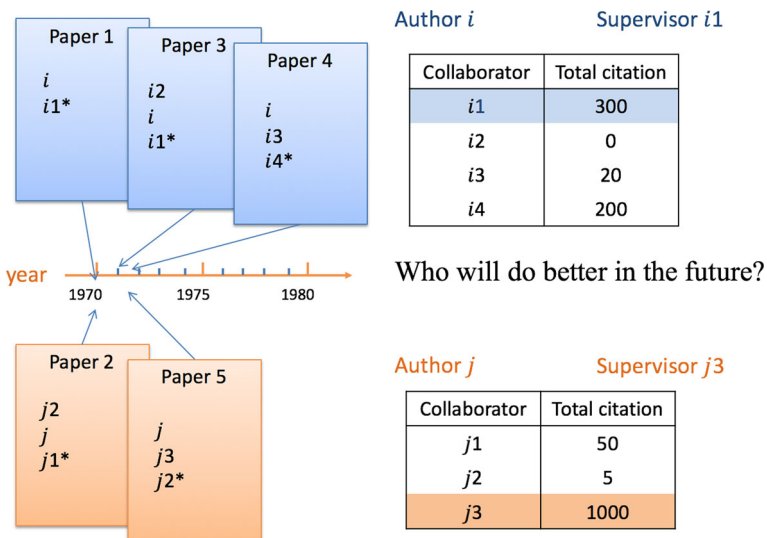 Paper 1
i
i1*
Paper 3
i2
i
i1*
Paper 4
i
i3
i4*
Author i Supervisor i1
Collaborator Total citation
i1 300
i2 0
i3 20
i4 200
year
1970 1975 1980
Who will do better in the future?
Paper 2
j2
j
j1*
Paper 5
j
j3
j2*
Author j Supervisor j3
Collaborator Total citation
j1 50
j2 5
j3 1000